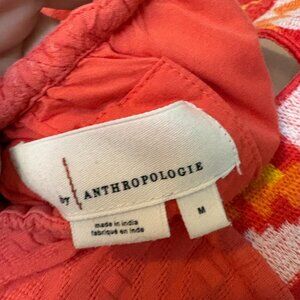 by ANTHROPOLOGIE
made in india
fabriqué en inde
M